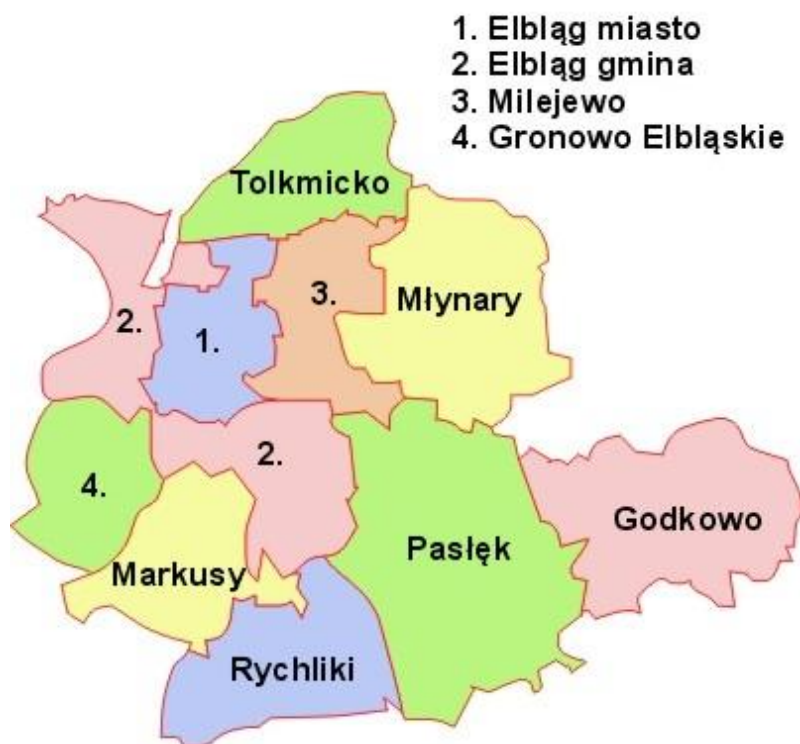 1. Elbląg miasto
2. Elbląg gmina
3. Milejewo
4. Gronowo Elbląskie
Tolkmicko
Młynary
3.
2.
1.
2.
4.
Godkowo
Pasłęk
Markusy
Rychliki